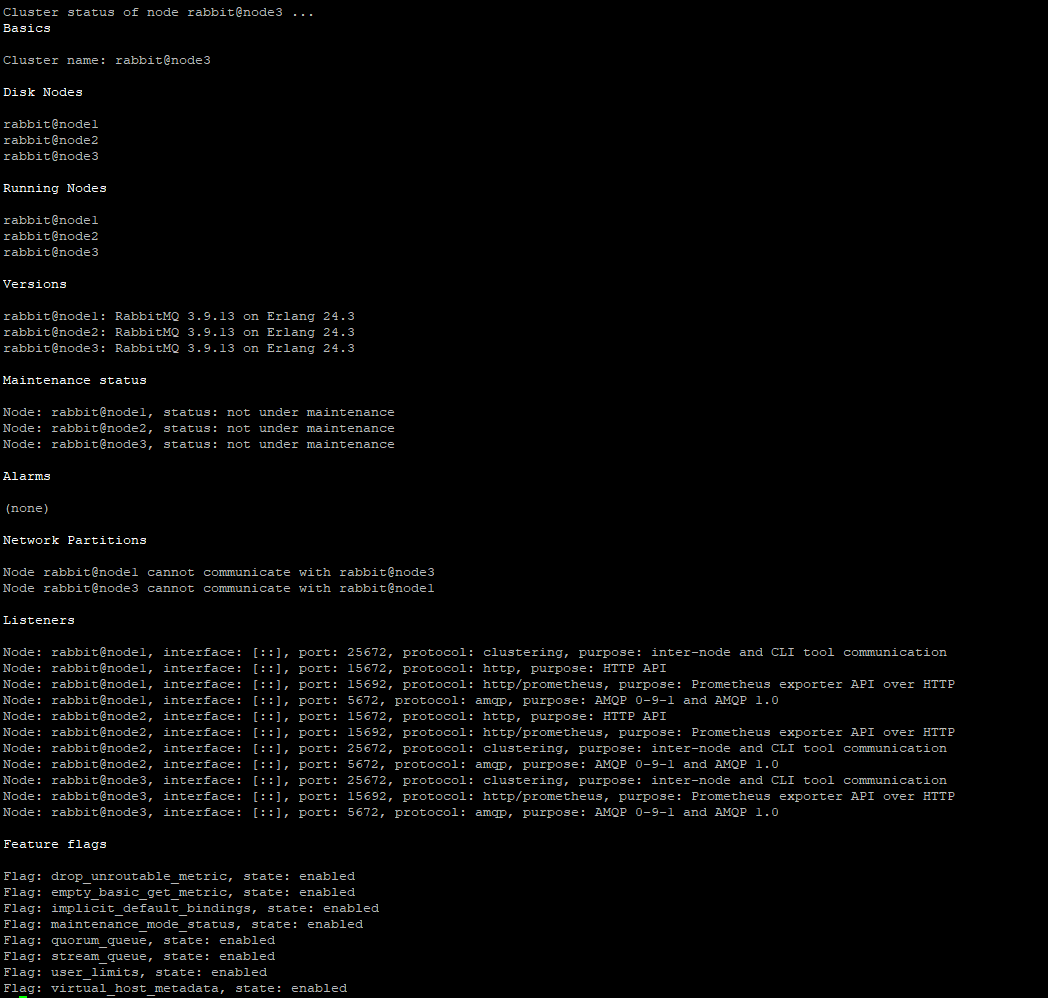 Cluster status of node rabbit@node3 ...
Basics
Cluster name: rabbit@node3
Disk Nodes
rabbit@node1
rabbit@node2
rabbit@node3
Running Nodes
rabbit@node1
rabbit@node2
rabbit@node3
Versions
rabbit@node1: RabbitMQ 3.9.13 on Erlang 24.3
rabbit@node2: RabbitMQ 3.9.13 on Erlang 24.3
rabbit@node3: RabbitMQ 3.9.13 on Erlang 24.3
Maintenance status
Node: rabbit@node1, status: not under maintenance
Node: rabbit@node2, status: not under maintenance
Node: rabbit@node3, status: not under maintenance
Alarms
(none)
Network Partitions
Node rabbit@node1 cannot communicate with rabbit@node3
Node rabbit@node3 cannot communicate with rabbit@node1
Listeners
Node: rabbit@node1, interface: [::], port: 25672, protocol: clustering, purpose: inter-node and CLI tool communication
Node: rabbit@node1, interface: [::], port: 15672, protocol: http, purpose: HTTP API
Node: rabbit@node1, interface: [::], port: 15692, protocol: http/prometheus, purpose: Prometheus exporter API over HTTP
Node: rabbit@node1, interface: [::], port: 5672, protocol: amqp, purpose: AMQP 0-9-1 and AMQP 1.0
Node: rabbit@node2, interface: [::], port: 15672, protocol: http, purpose: HTTP API
Node: rabbit@node2, interface: [::], port: 15692, protocol: http/prometheus, purpose: Prometheus exporter API over HTTP
Node: rabbit@node2, interface: [::], port: 25672, protocol: clustering, purpose: inter-node and CLI tool communication
Node: rabbit@node2, interface: [::], port: 5672, protocol: amqp, purpose: AMQP 0-9-1 and AMQP 1.0
Node: rabbit@node3, interface: [::], port: 25672, protocol: clustering, purpose: inter-node and CLI tool communication
Node: rabbit@node3, interface: [::], port: 15692, protocol: http/prometheus, purpose: Prometheus exporter API over HTTP
Node: rabbit@node3, interface: [::], port: 5672, protocol: amqp, purpose: AMQP 0-9-1 and AMQP 1.0
Feature flags
Flag: drop_unroutable_metric, state: enabled
Flag: empty_basic_get_metric, state: enabled
Flag: implicit_default_bindings, state: enabled
Flag: maintenance_mode_status, state: enabled
Flag: quorum_queue, state: enabled
Flag: stream_queue, state: enabled
Flag: user_limits, state: enabled
Flag: virtual_host_metadata, state: enabled